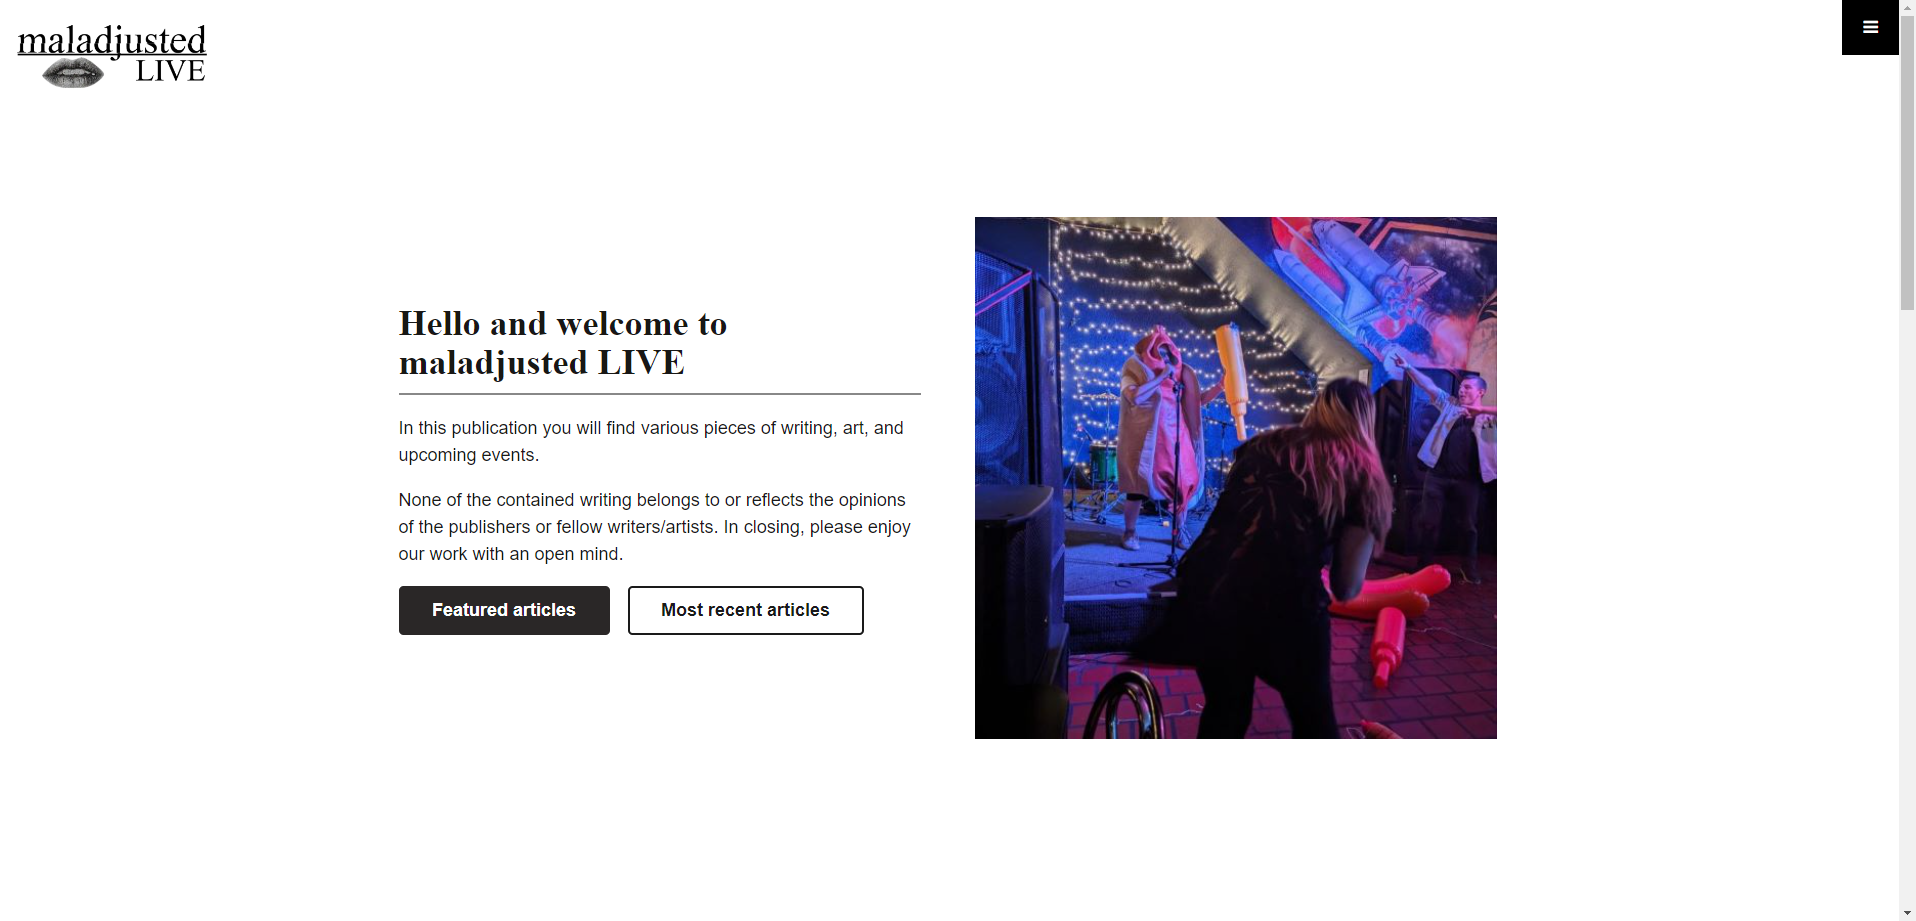 maladjusted
LIVE
Hello and welcome to
maladjusted LIVE
In this publication you will find various pieces of writing, art, and
upcoming events.
None of the contained writing belongs to or reflects the opinions
of the publishers or fellow writers/artists. In closing, please enjoy
our work with an open mind.
Featured articles
Most recent articles